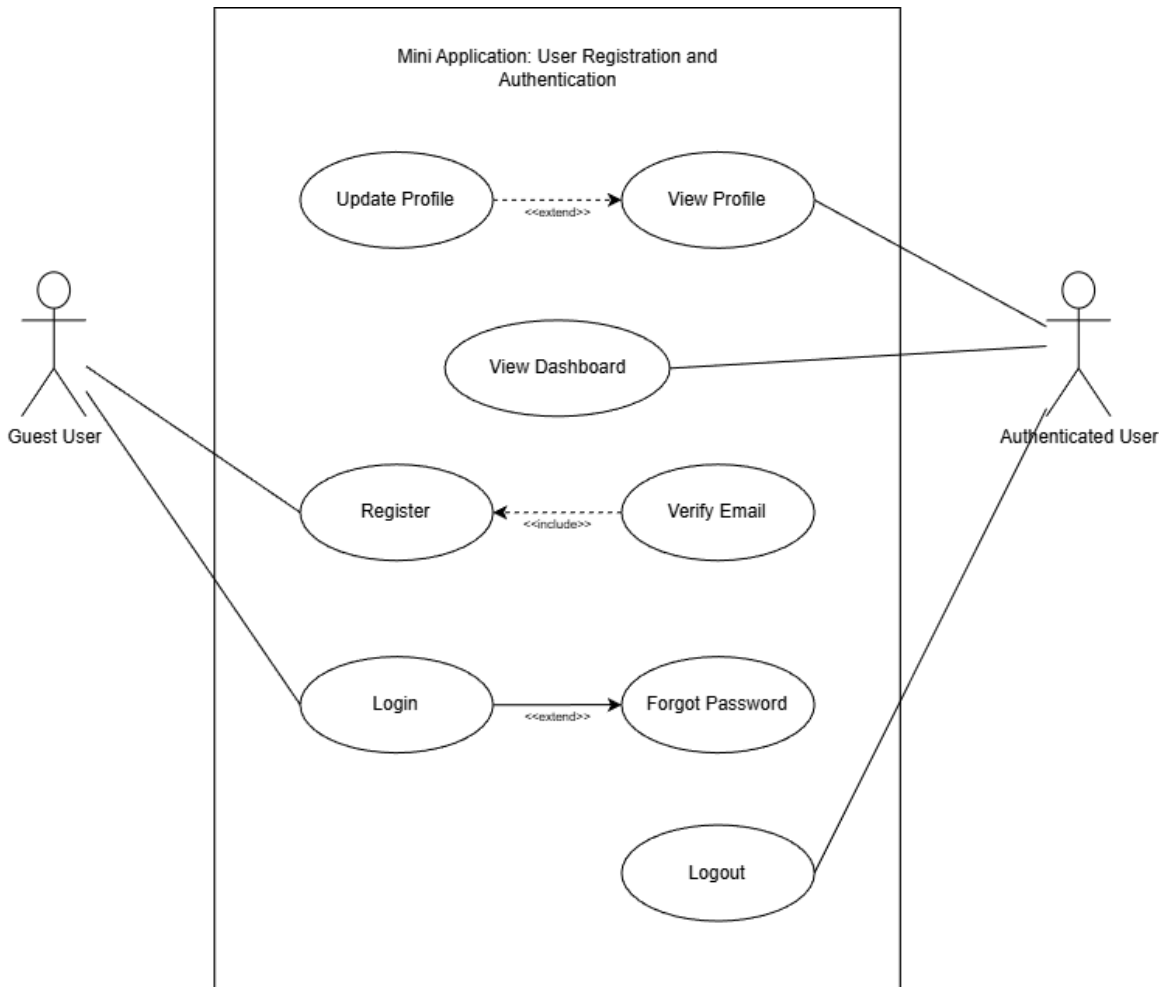 Mini Application: User Registration and
Authentication
Update Profile
<<extend>>
View Profile
View Dashboard
Guest User
Authenticated User
Register
<<include>>
Verify Email
Login
<<extend>>
Forgot Password
Logout